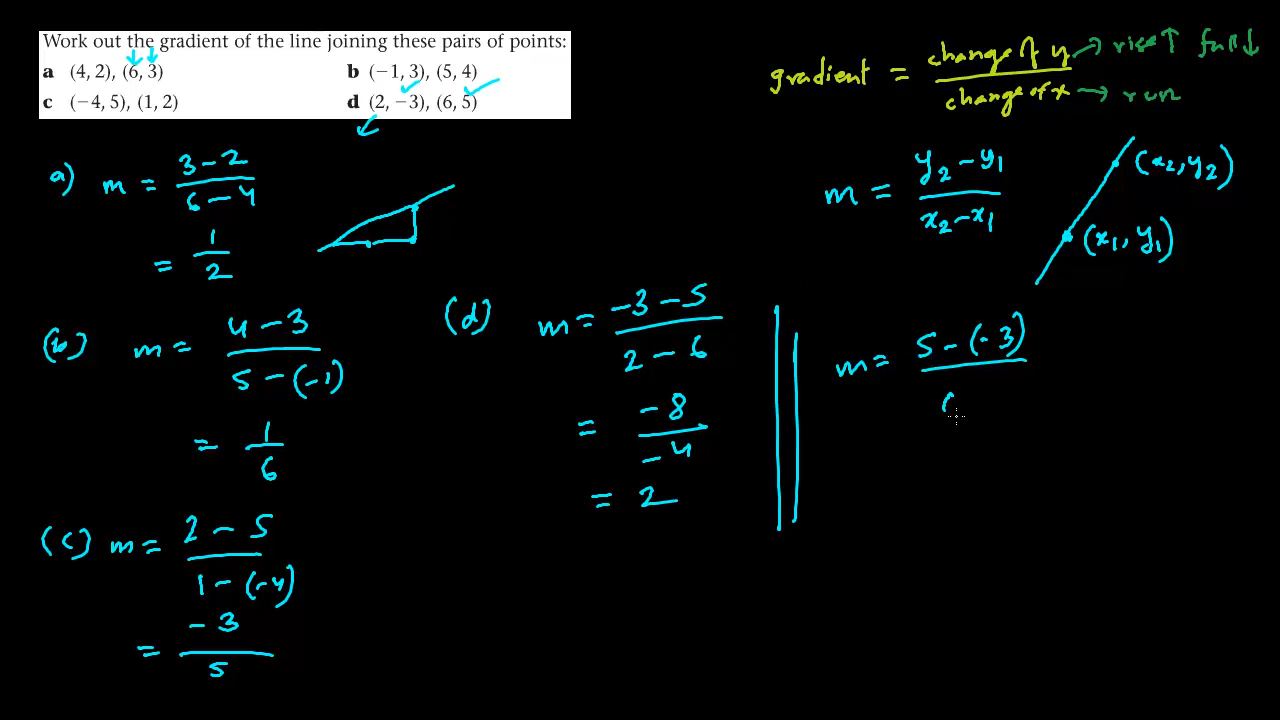 Work out the gradient of the line joining these pairs of points:
a (4, 2), (6, 3) b (−1, 3), (5, 4)
c (−4, 5), (1, 2) d (2, −3), (6, 5)
gradient = change of y / change of x
→ rise↑ fall↓
→ run
m = y₂ − y₁ / x₂ − x₁
(x₂, y₂)
(x₁, y₁)
a) m = 3 − 2 / 6 − 4
= 1 / 2
(b) m = 4 − 3 / 5 − (−1)
= 1 / 6
(c) m = 2 − 5 / 1 − (−4)
= −3 / 5
(d) m = −3 − 5 / 2 − 6
= −8 / −4
= 2
m = 5 − (−3)